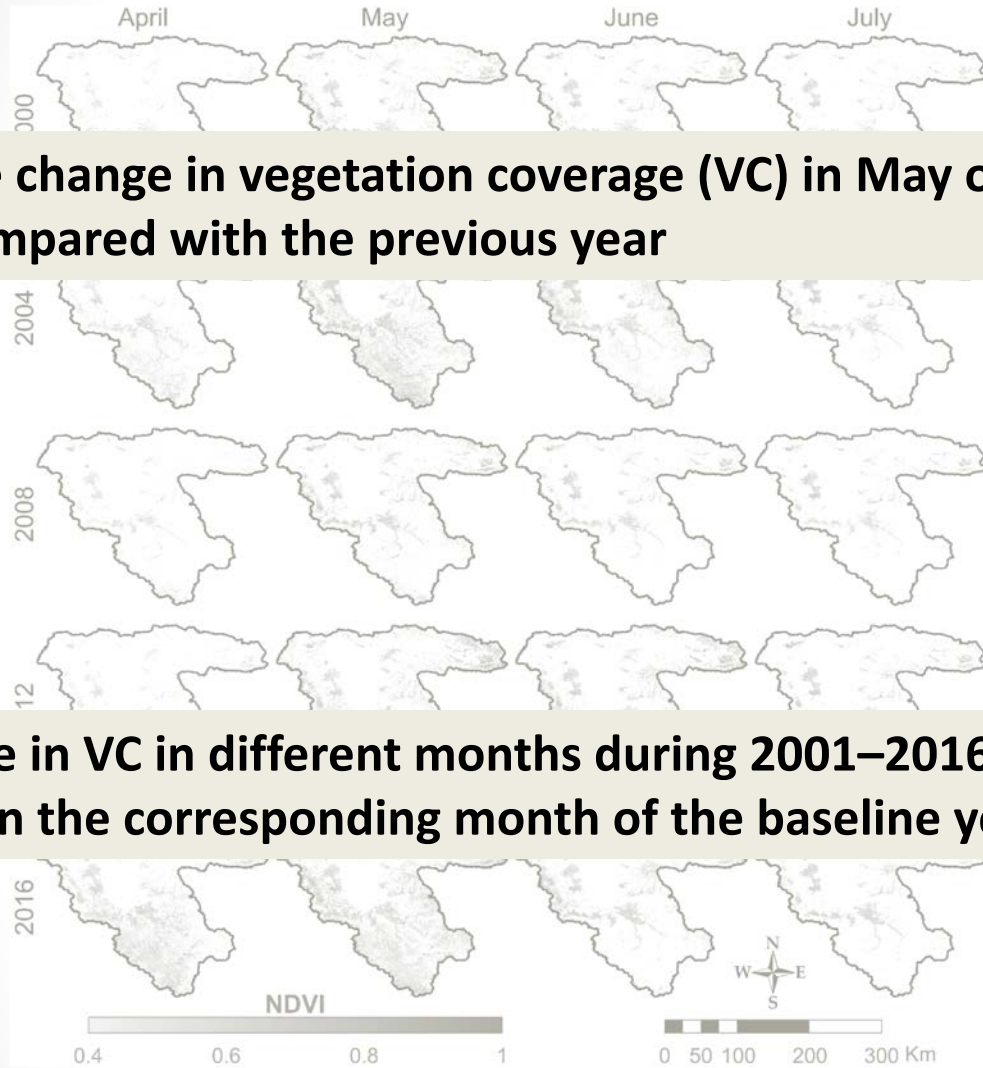 April May June July
000
change in vegetation coverage (VC) in May
mpared with the previous year
2004
2008
12
e in VC in different months during 2001–2016
n the corresponding month of the baseline
2016
N
W E
S
NDVI
0.4 0.6 0.8 1
0 50 100 200 300 Km